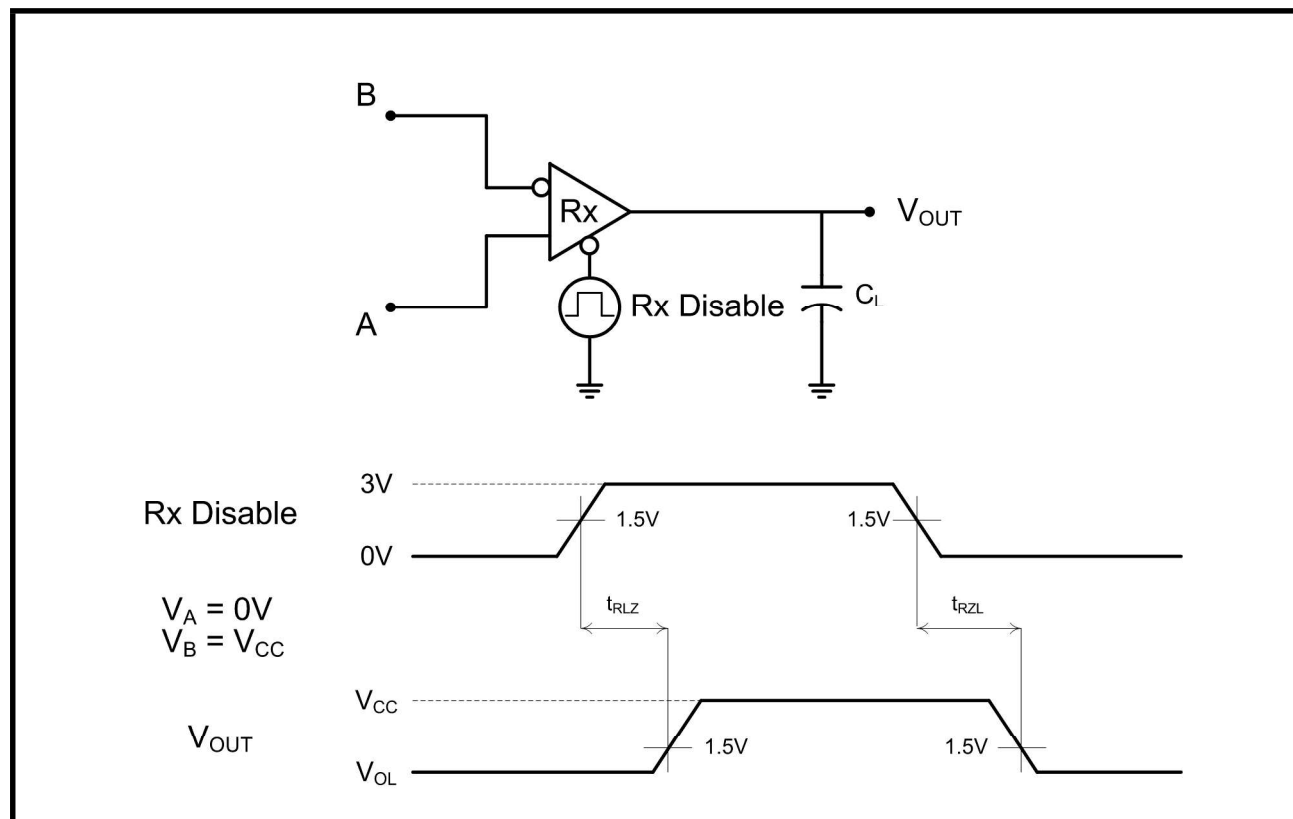 B
Rx
V_OUT
Rx Disable
C_L
A
3V
Rx Disable
1.5V
1.5V
0V
V_A = 0V
V_B = V_CC
t_RLZ
t_RZL
V_CC
V_OUT
1.5V
1.5V
V_OL